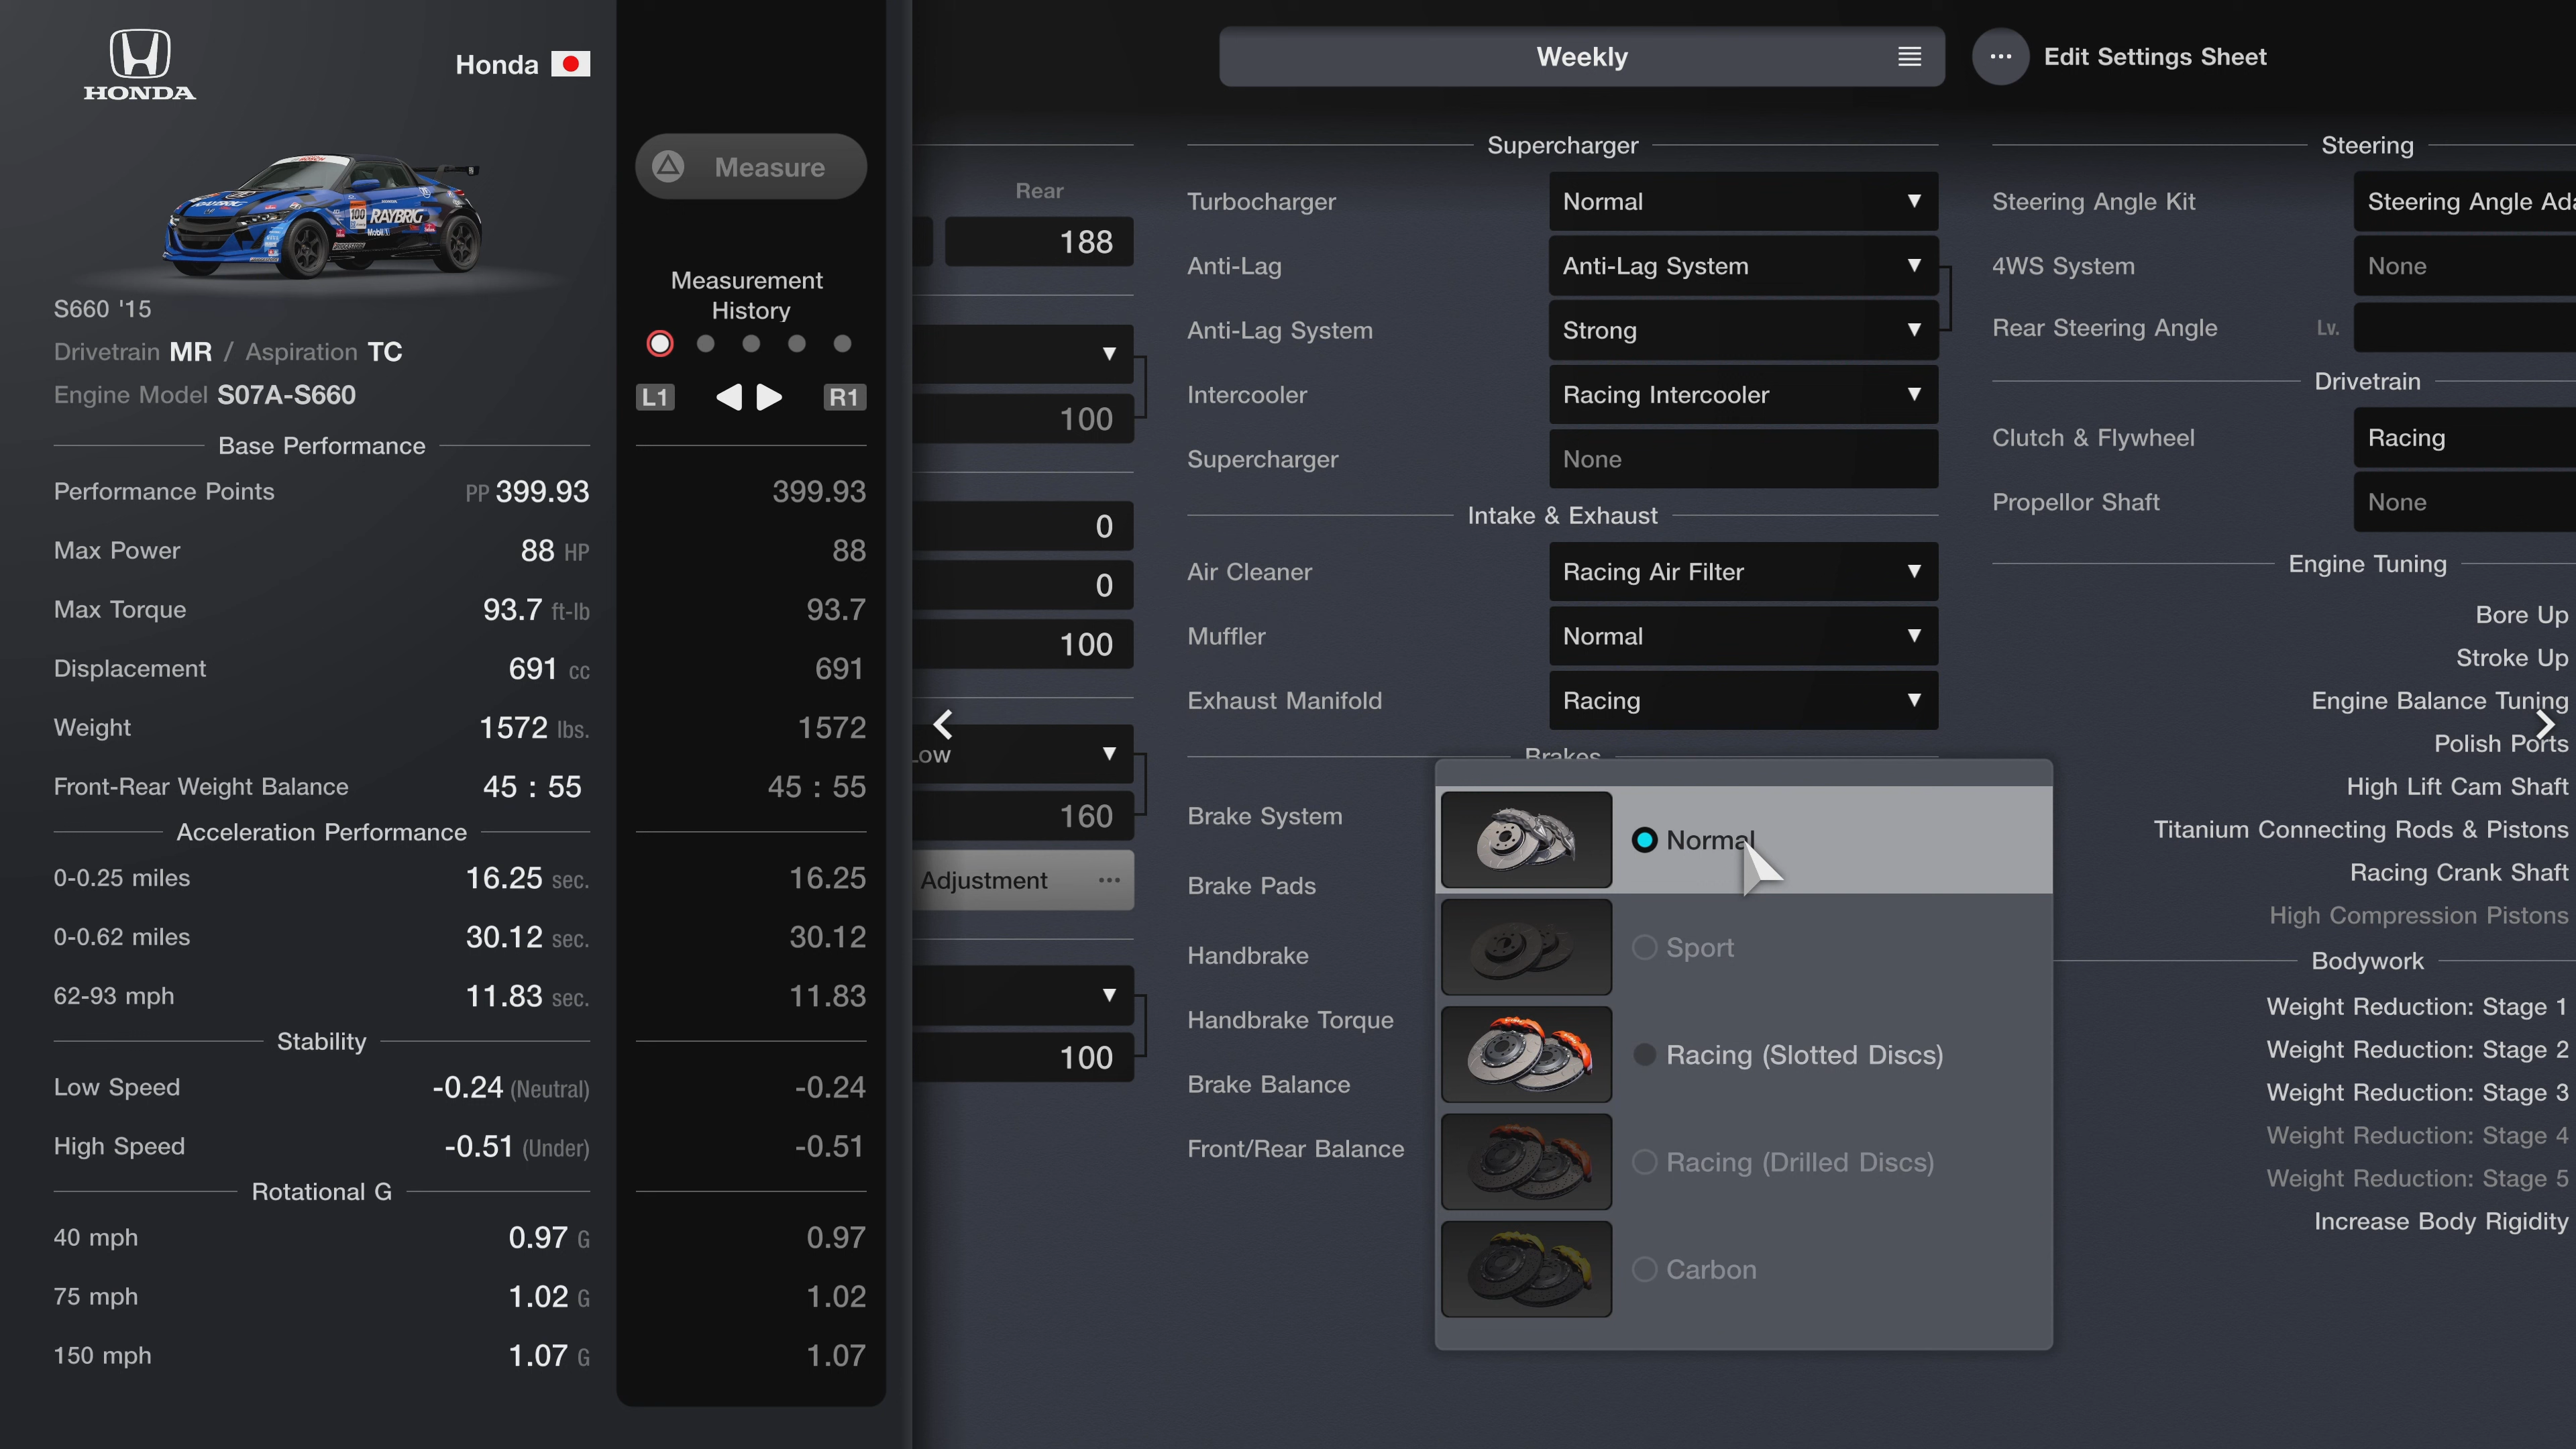 HONDA
Honda
RAYBRIG
100
S660 '15
Drivetrain MR / Aspiration TC
Engine Model S07A-S660
Base Performance
Performance Points PP 399.93
Max Power 88 HP
Max Torque 93.7 ft-lb
Displacement 691 cc
Weight 1572 lbs.
Front-Rear Weight Balance 45 : 55
Acceleration Performance
0-0.25 miles 16.25 sec.
0-0.62 miles 30.12 sec.
62-93 mph 11.83 sec.
Stability
Low Speed -0.24 (Neutral)
High Speed -0.51 (Under)
Rotational G
40 mph 0.97 G
75 mph 1.02 G
150 mph 1.07 G
Measure
Measurement
History
L1 R1
399.93
88
93.7
691
1572
45 : 55
16.25
30.12
11.83
-0.24
-0.51
0.97
1.02
1.07
Weekly
Edit Settings Sheet
Rear
188
100
0
0
100
Low
160
Adjustment
100
Supercharger
Turbocharger Normal
Anti-Lag Anti-Lag System
Anti-Lag System Strong
Intercooler Racing Intercooler
Supercharger None
Intake & Exhaust
Air Cleaner Racing Air Filter
Muffler Normal
Exhaust Manifold Racing
Brakes
Brake System
Brake Pads
Handbrake
Handbrake Torque
Brake Balance
Front/Rear Balance
Normal
Sport
Racing (Slotted Discs)
Racing (Drilled Discs)
Carbon
Steering
Steering Angle Kit Steering Angle Ada
4WS System None
Rear Steering Angle Lv.
Drivetrain
Clutch & Flywheel Racing
Propellor Shaft None
Engine Tuning
Bore Up
Stroke Up
Engine Balance Tuning
Polish Ports
High Lift Cam Shaft
Titanium Connecting Rods & Pistons
Racing Crank Shaft
High Compression Pistons
Bodywork
Weight Reduction: Stage 1
Weight Reduction: Stage 2
Weight Reduction: Stage 3
Weight Reduction: Stage 4
Weight Reduction: Stage 5
Increase Body Rigidity